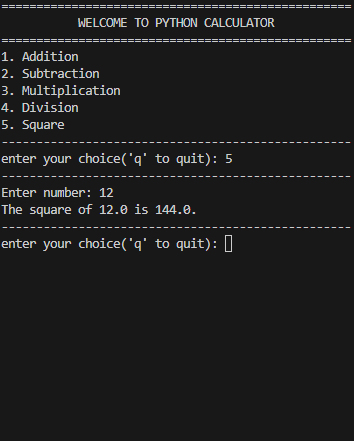 ==================================================
WELCOME TO PYTHON CALCULATOR
==================================================
1. Addition
2. Subtraction
3. Multiplication
4. Division
5. Square
--------------------------------------------------
enter your choice('q' to quit): 5
--------------------------------------------------
Enter number: 12
The square of 12.0 is 144.0.
--------------------------------------------------
enter your choice('q' to quit):